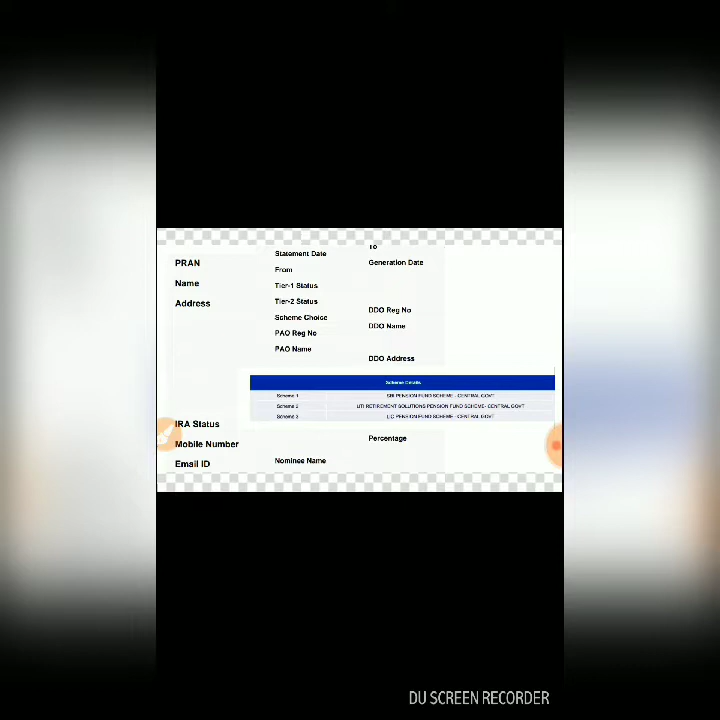 To
Statement Date
PRAN
Generation Date
From
Name
Tier-1 Status
Tier-2 Status
Address
DDO Reg No
Scheme Choice
DDO Name
PAO Reg No
PAO Name
DDO Address
Scheme Details
Scheme 1 SBI PENSION FUND SCHEME - CENTRAL GOVT
Scheme 2 UTI RETIREMENT SOLUTIONS PENSION FUND SCHEME- CENTRAL GOVT
Scheme 3 LIC PENSION FUND SCHEME - CENTRAL GOVT
IRA Status
Percentage
Mobile Number
Nominee Name
Email ID
DU SCREEN RECORDER